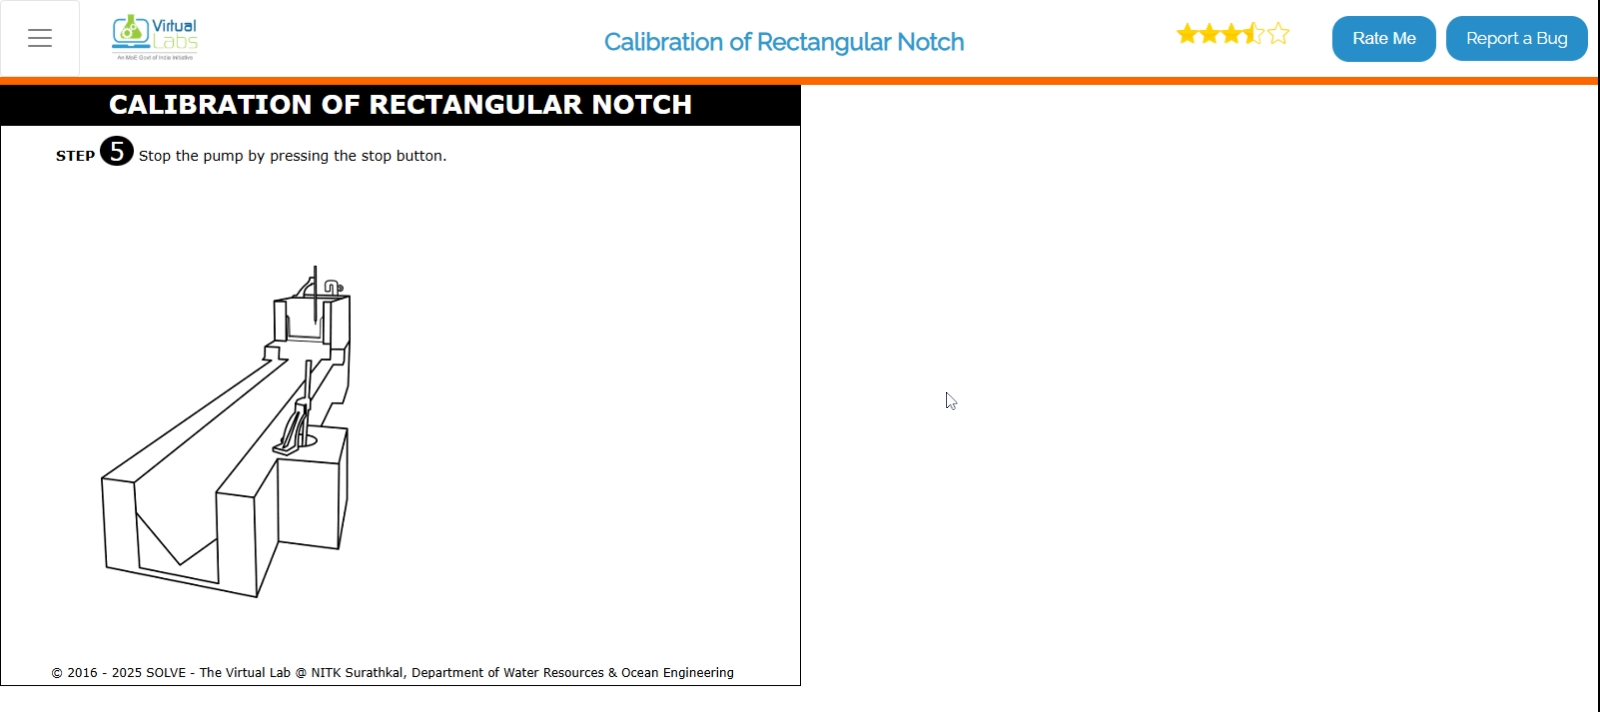 Virtual
Labs
An MoE Govt of India Initiative
Calibration of Rectangular Notch
Rate Me
Report a Bug
CALIBRATION OF RECTANGULAR NOTCH
STEP 5 Stop the pump by pressing the stop button.
© 2016 - 2025 SOLVE - The Virtual Lab @ NITK Surathkal, Department of Water Resources & Ocean Engineering